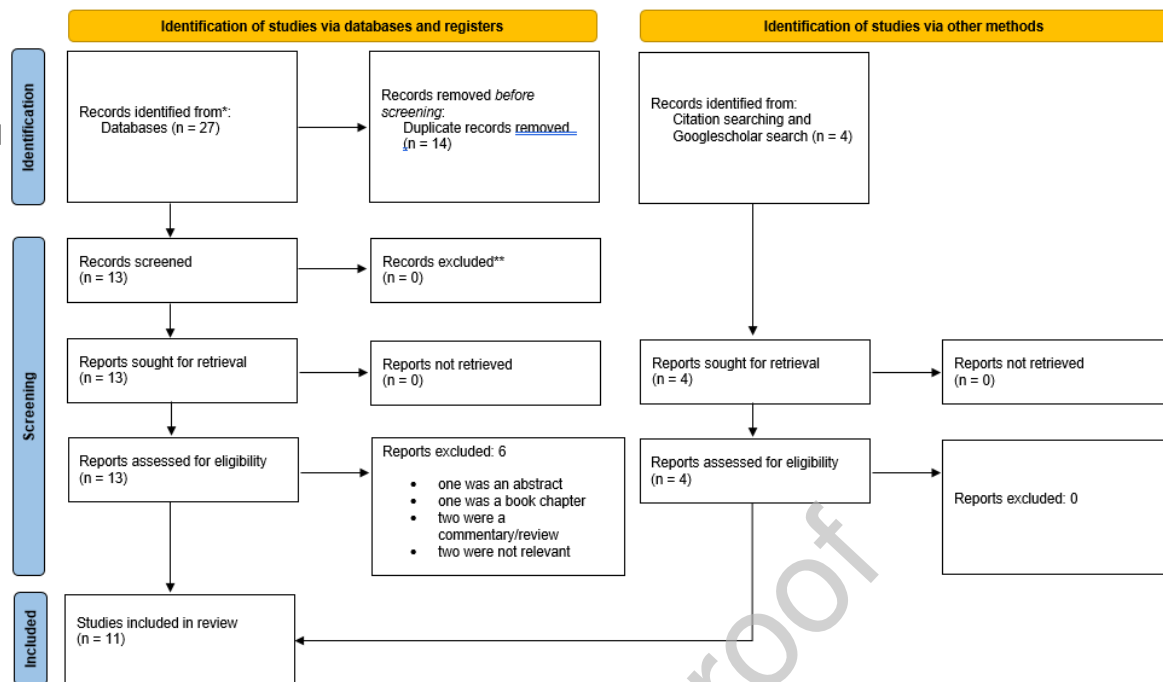 Identification of studies via databases and registers
Identification of studies via other methods
Identification
Records identified from*:
Databases (n = 27)
Records removed before
screening:
Duplicate records removed
(n = 14)
Records identified from:
Citation searching and
Googlescholar search (n = 4)
Screening
Records screened
(n = 13)
Records excluded**
(n = 0)
Reports sought for retrieval
(n = 13)
Reports not retrieved
(n = 0)
Reports sought for retrieval
(n = 4)
Reports not retrieved
(n = 0)
Reports assessed for eligibility
(n = 13)
Reports excluded: 6
• one was an abstract
• one was a book chapter
• two were a
commentary/review
• two were not relevant
Reports assessed for eligibility
(n = 4)
Reports excluded: 0
Included
Studies included in review
(n = 11)
roof